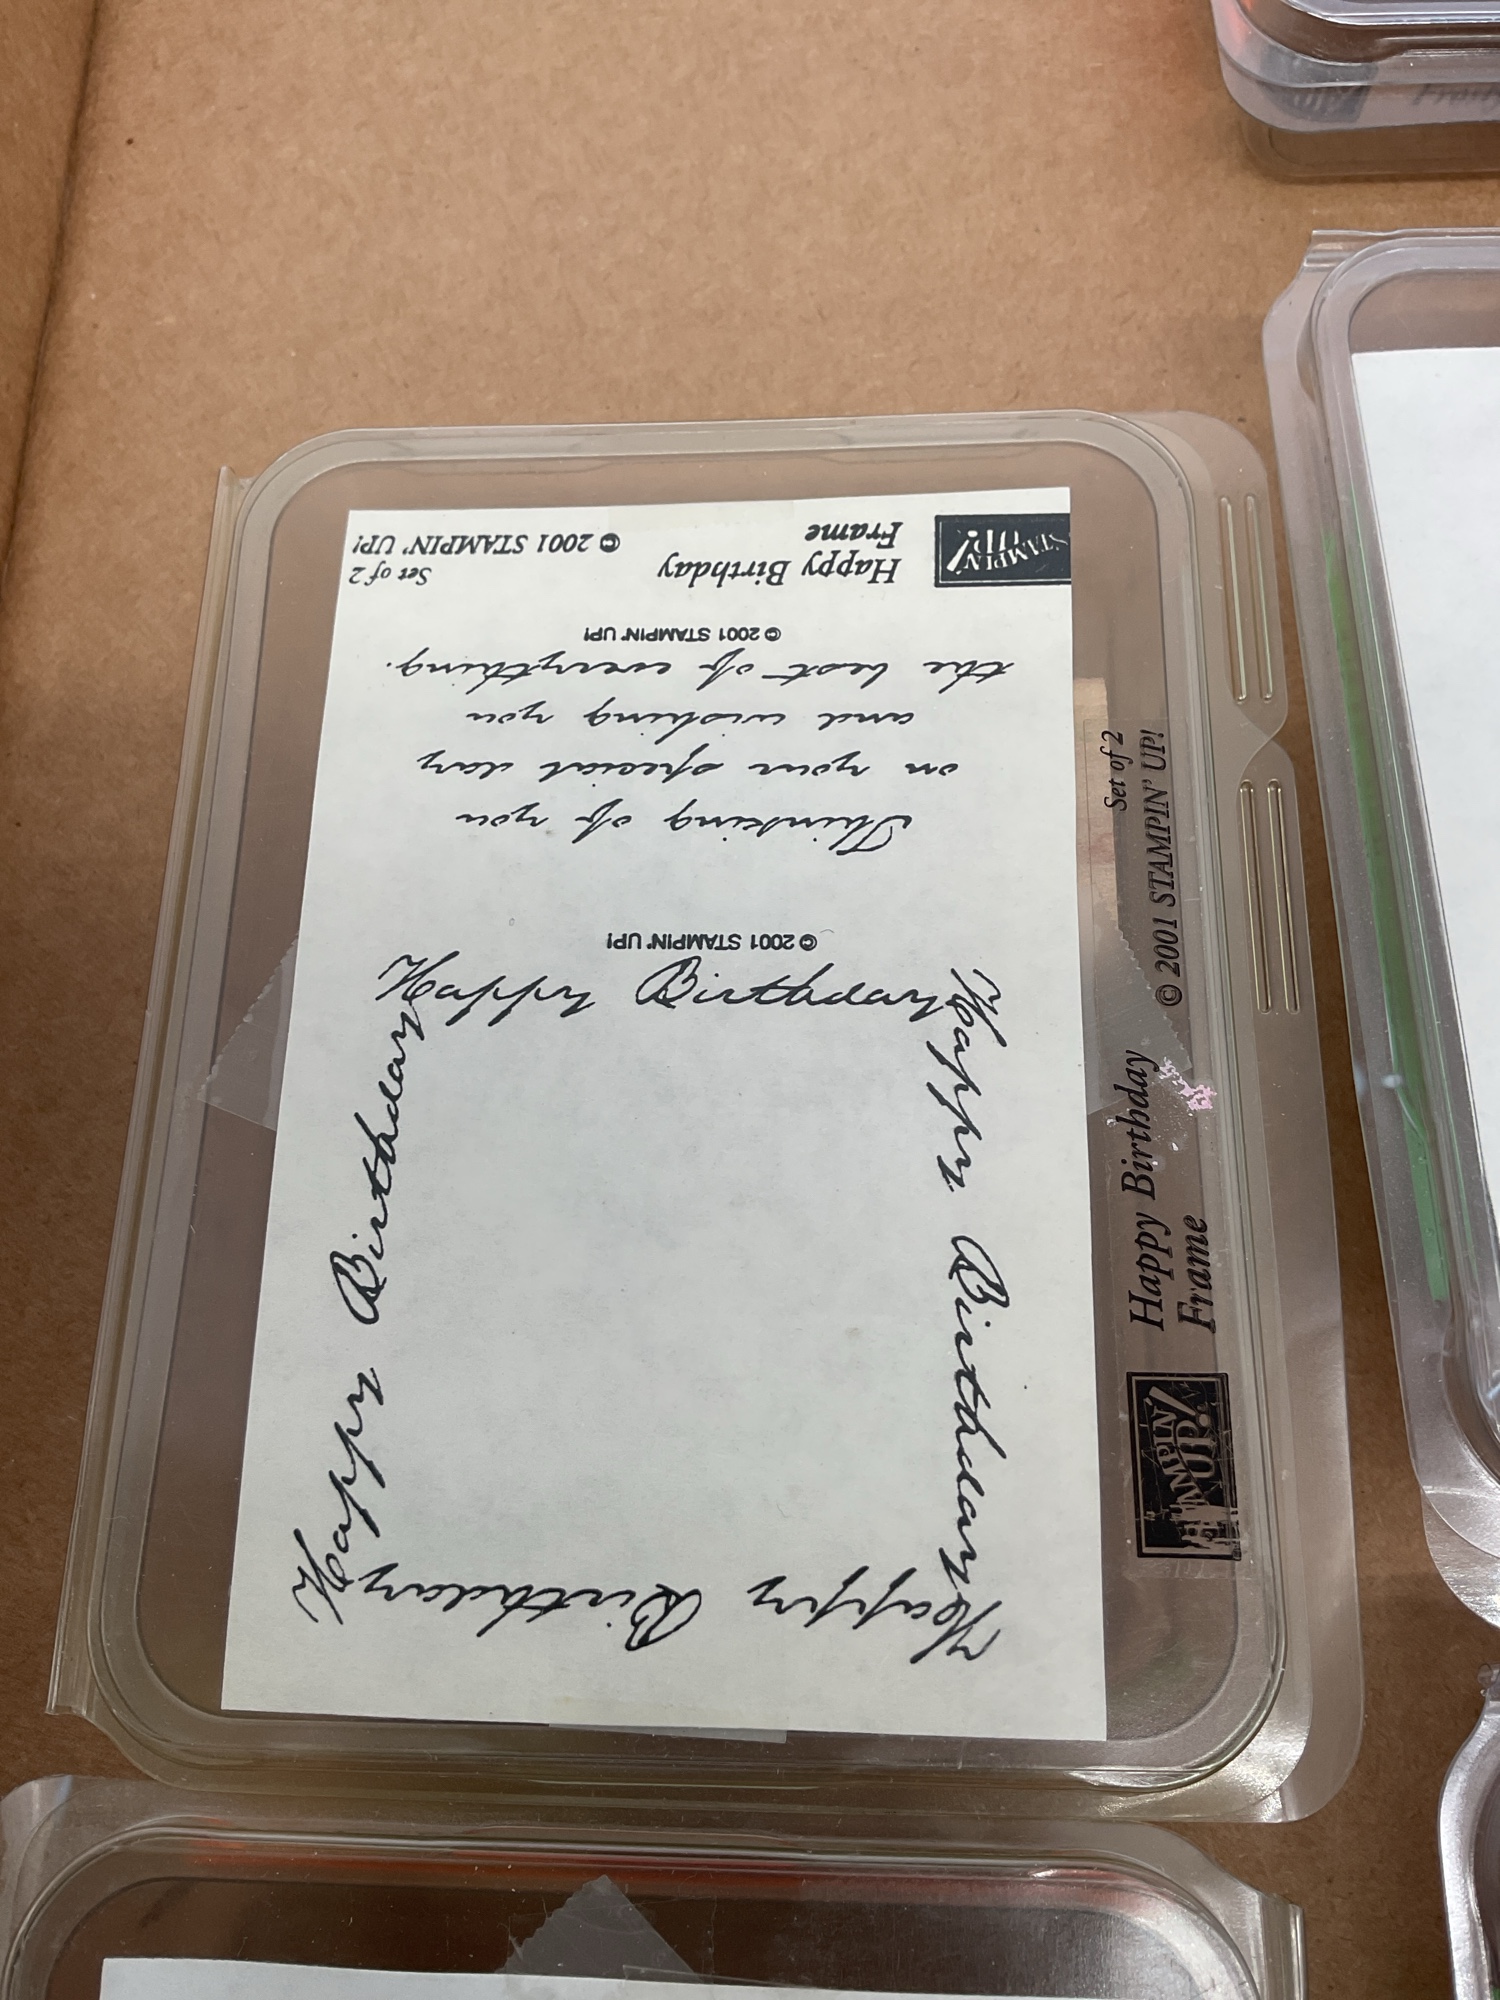 STAMPIN' UP!
Happy Birthday
Frame
Set of 2
© 2001 STAMPIN' UP!
© 2001 STAMPIN' UP!
the best of everything.
and wishing you
on your special day
Thinking of you
© 2001 STAMPIN' UP!
Happy Birthday
Happy Birthday
Happy Birthday
Happy Birthday
STAMPIN' UP!
Happy Birthday
Frame
Set of 2
© 2001 STAMPIN' UP!